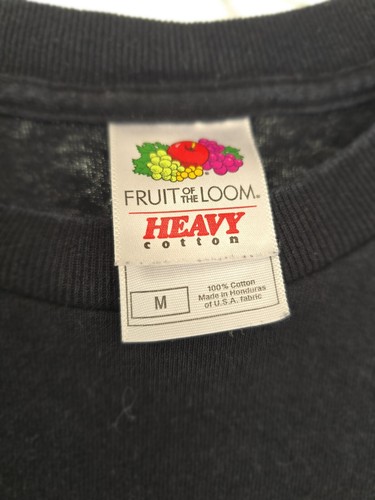 FRUIT OF THE LOOM®
HEAVY
cotton
M
100% Cotton
Made in Honduras
of U.S.A. fabric